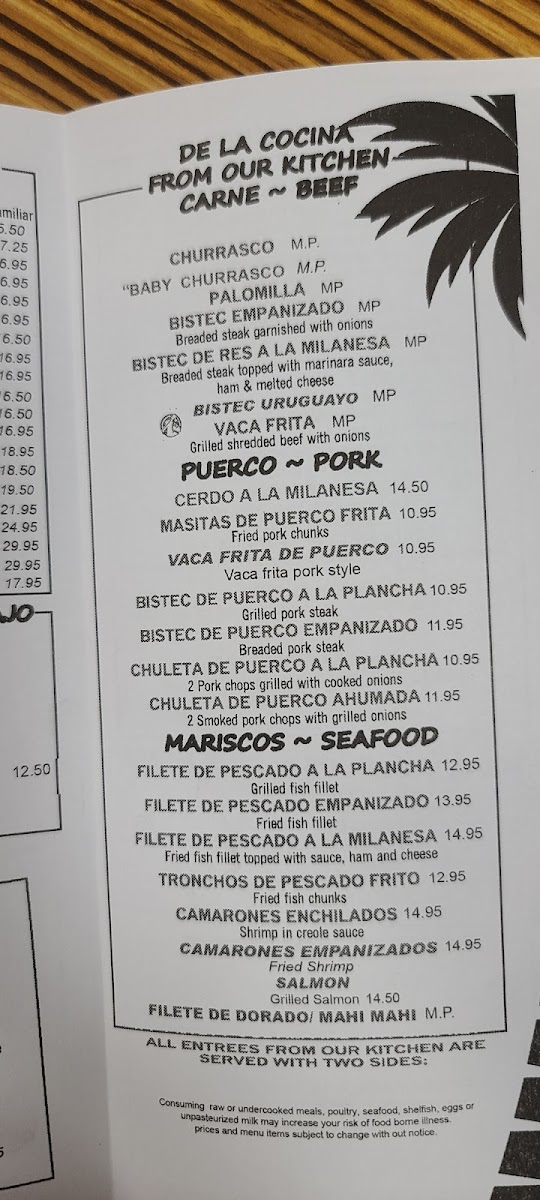 amiliar
5.50
7.25
6.95
6.95
6.95
6.95
6.50
16.95
16.95
6.50
16.50
16.95
18.95
18.50
19.50
21.95
24.95
29.95
29.95
17.95
JO
12.50
DE LA COCINA
FROM OUR KITCHEN
CARNE ~ BEEF
CHURRASCO M.P.
"BABY CHURRASCO M.P.
PALOMILLA MP
BISTEC EMPANIZADO MP
Breaded steak garnished with onions
BISTEC DE RES A LA MILANESA MP
Breaded steak topped with marinara sauce,
ham & melted cheese
BISTEC URUGUAYO MP
VACA FRITA MP
Grilled shredded beef with onions
PUERCO ~ PORK
CERDO A LA MILANESA 14.50
MASITAS DE PUERCO FRITA 10.95
Fried pork chunks
VACA FRITA DE PUERCO 10.95
Vaca frita pork style
BISTEC DE PUERCO A LA PLANCHA 10.95
Grilled pork steak
BISTEC DE PUERCO EMPANIZADO 11.95
Breaded pork steak
CHULETA DE PUERCO A LA PLANCHA 10.95
2 Pork chops grilled with cooked onions
CHULETA DE PUERCO AHUMADA 11.95
2 Smoked pork chops with grilled onions
MARISCOS ~ SEAFOOD
FILETE DE PESCADO A LA PLANCHA 12.95
Grilled fish fillet
FILETE DE PESCADO EMPANIZADO 13.95
Fried fish fillet
FILETE DE PESCADO A LA MILANESA 14.95
Fried fish fillet topped with sauce, ham and cheese
TRONCHOS DE PESCADO FRITO 12.95
Fried fish chunks
CAMARONES ENCHILADOS 14.95
Shrimp in creole sauce
CAMARONES EMPANIZADOS 14.95
Fried Shrimp
SALMON
Grilled Salmon 14.50
FILETE DE DORADO/ MAHI MAHI M.P.
ALL ENTREES FROM OUR KITCHEN ARE
SERVED WITH TWO SIDES:
Consuming raw or undercooked meals, poultry, seafood, shelfish, eggs or
unpasteurized milk may increase your risk of food borne illness.
prices and menu items subject to change with out notice.